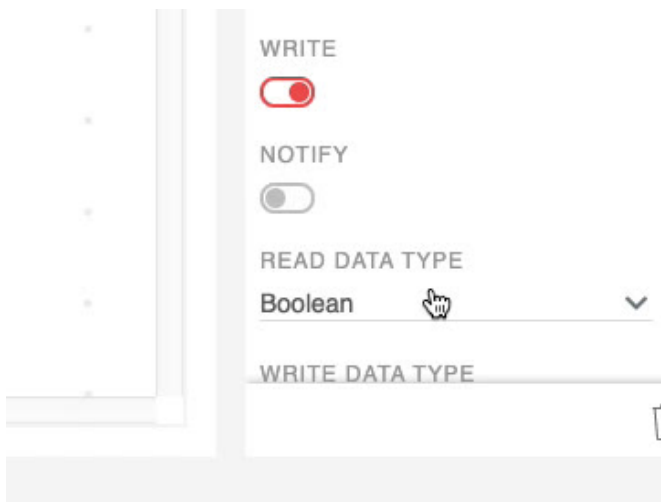 WRITE
NOTIFY
READ DATA TYPE
Boolean
WRITE DATA TYPE